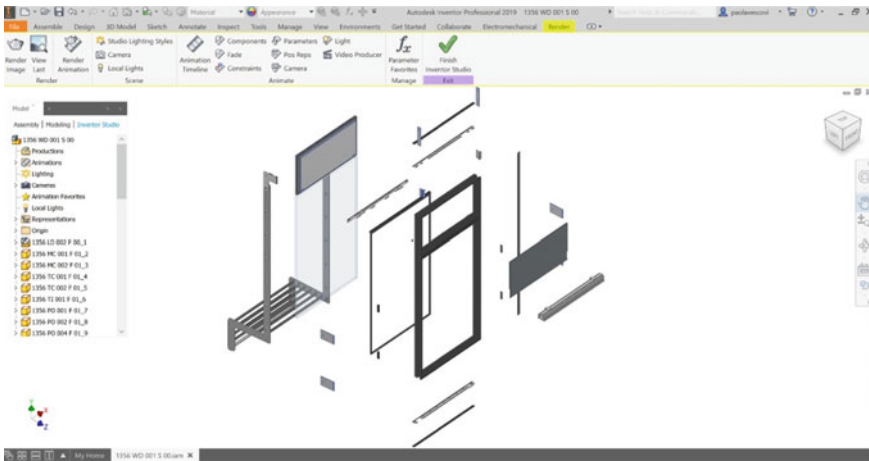 Material
Appearance
Autodesk Inventor Professional 2019 1356 WD 001 S 00
paolavescovi
File Assemble Design 3D Model Sketch Annotate Inspect Tools Manage View Environments Get Started Collaborate Electromechanical Render
Render Image
View Last
Render Animation
Studio Lighting Styles
Camera
Local Lights
Animation Timeline
Components
Fade
Constraints
Parameters
Pos Reps
Camera
Light
Video Producer
Parameter Favorites
Finish Inventor Studio
Render Scene Animate Manage Exit
Model
Assembly | Modeling | Inventor Studio
1356 WD 001 S 00
Productions
Animations
Lighting
Cameras
Animation Favorites
Local Lights
Representations
Origin
1356 LD 002 F 00_1
1356 MC 001 F 01_2
1356 MC 002 F 01_3
1356 TC 001 F 01_4
1356 TC 002 F 01_5
1356 TJ 001 F 01_6
1356 PO 001 F 01_7
1356 PO 002 F 01_8
1356 PO 004 F 01_9
My Home 1356 WD 001 S 00.iam